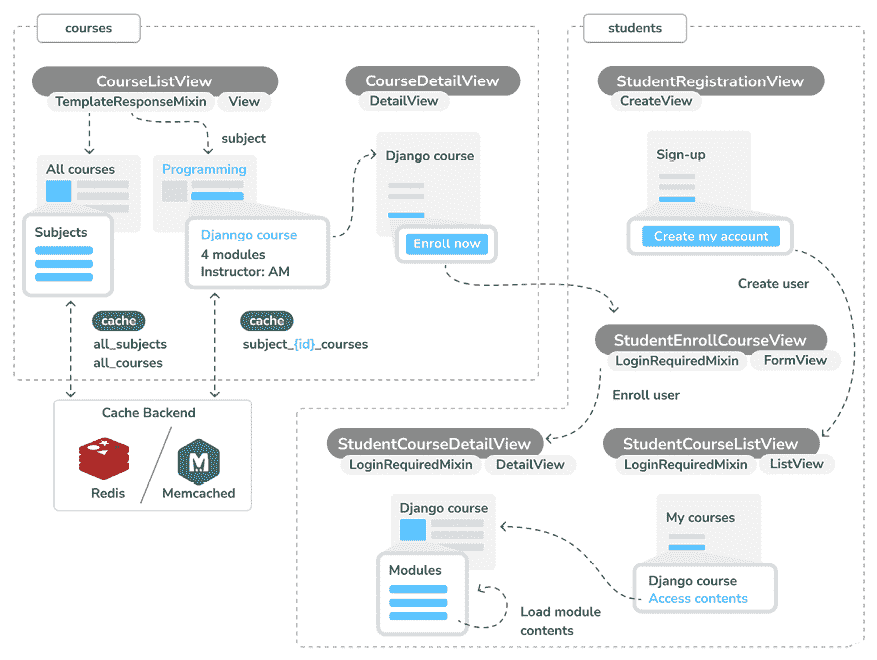 courses
CourseListView
TemplateResponseMixin
View
CourseDetailView
DetailView
subject
All courses
Subjects
Programming
Djanngo course
4 modules
Instructor: AM
Django course
Enroll now
cache
all_subjects
all_courses
cache
subject_{id}_courses
Cache Backend
Redis
Memcached
students
StudentRegistrationView
CreateView
Sign-up
Create my account
Create user
StudentEnrollCourseView
LoginRequiredMixin
FormView
Enroll user
StudentCourseDetailView
LoginRequiredMixin
DetailView
StudentCourseListView
LoginRequiredMixin
ListView
Django course
Modules
Load module
contents
My courses
Django course
Access contents